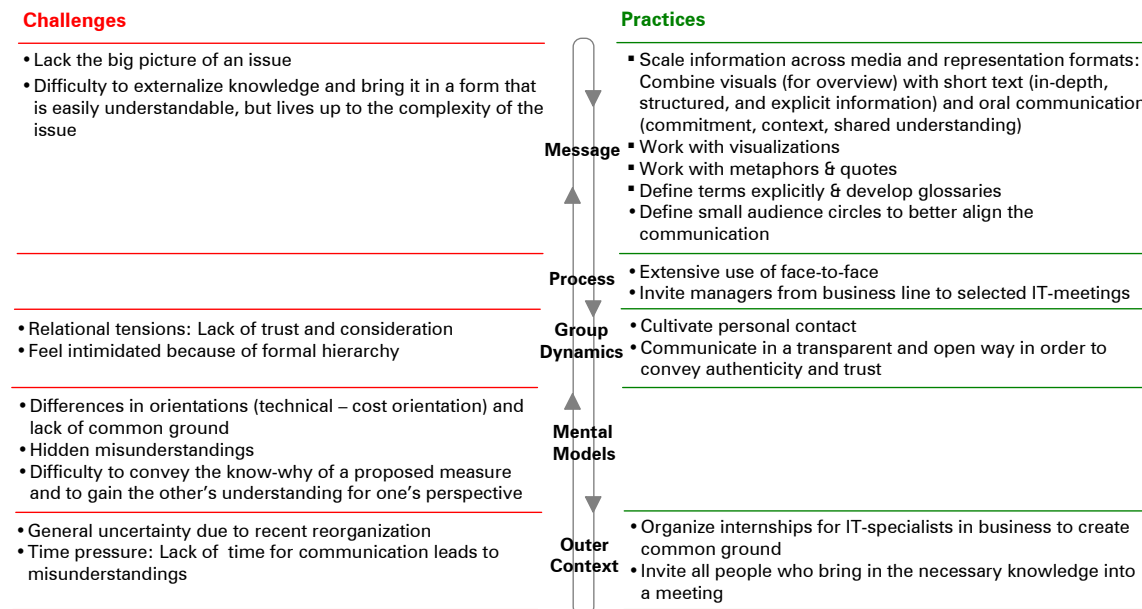 Challenges
Practices
• Lack the big picture of an issue
• Difficulty to externalize knowledge and bring it in a form that
is easily understandable, but lives up to the complexity of the
issue
Message
▪ Scale information across media and representation formats:
Combine visuals (for overview) with short text (in-depth,
structured, and explicit information) and oral communication
(commitment, context, shared understanding)
▪ Work with visualizations
▪ Work with metaphors & quotes
▪ Define terms explicitly & develop glossaries
• Define small audience circles to better align the
communication
Process
• Extensive use of face-to-face
• Invite managers from business line to selected IT-meetings
• Relational tensions: Lack of trust and consideration
• Feel intimidated because of formal hierarchy
Group
Dynamics
• Cultivate personal contact
• Communicate in a transparent and open way in order to
convey authenticity and trust
• Differences in orientations (technical – cost orientation) and
lack of common ground
• Hidden misunderstandings
• Difficulty to convey the know-why of a proposed measure
and to gain the other's understanding for one's perspective
Mental
Models
• General uncertainty due to recent reorganization
• Time pressure: Lack of time for communication leads to
misunderstandings
Outer
Context
• Organize internships for IT-specialists in business to create
common ground
• Invite all people who bring in the necessary knowledge into
a meeting